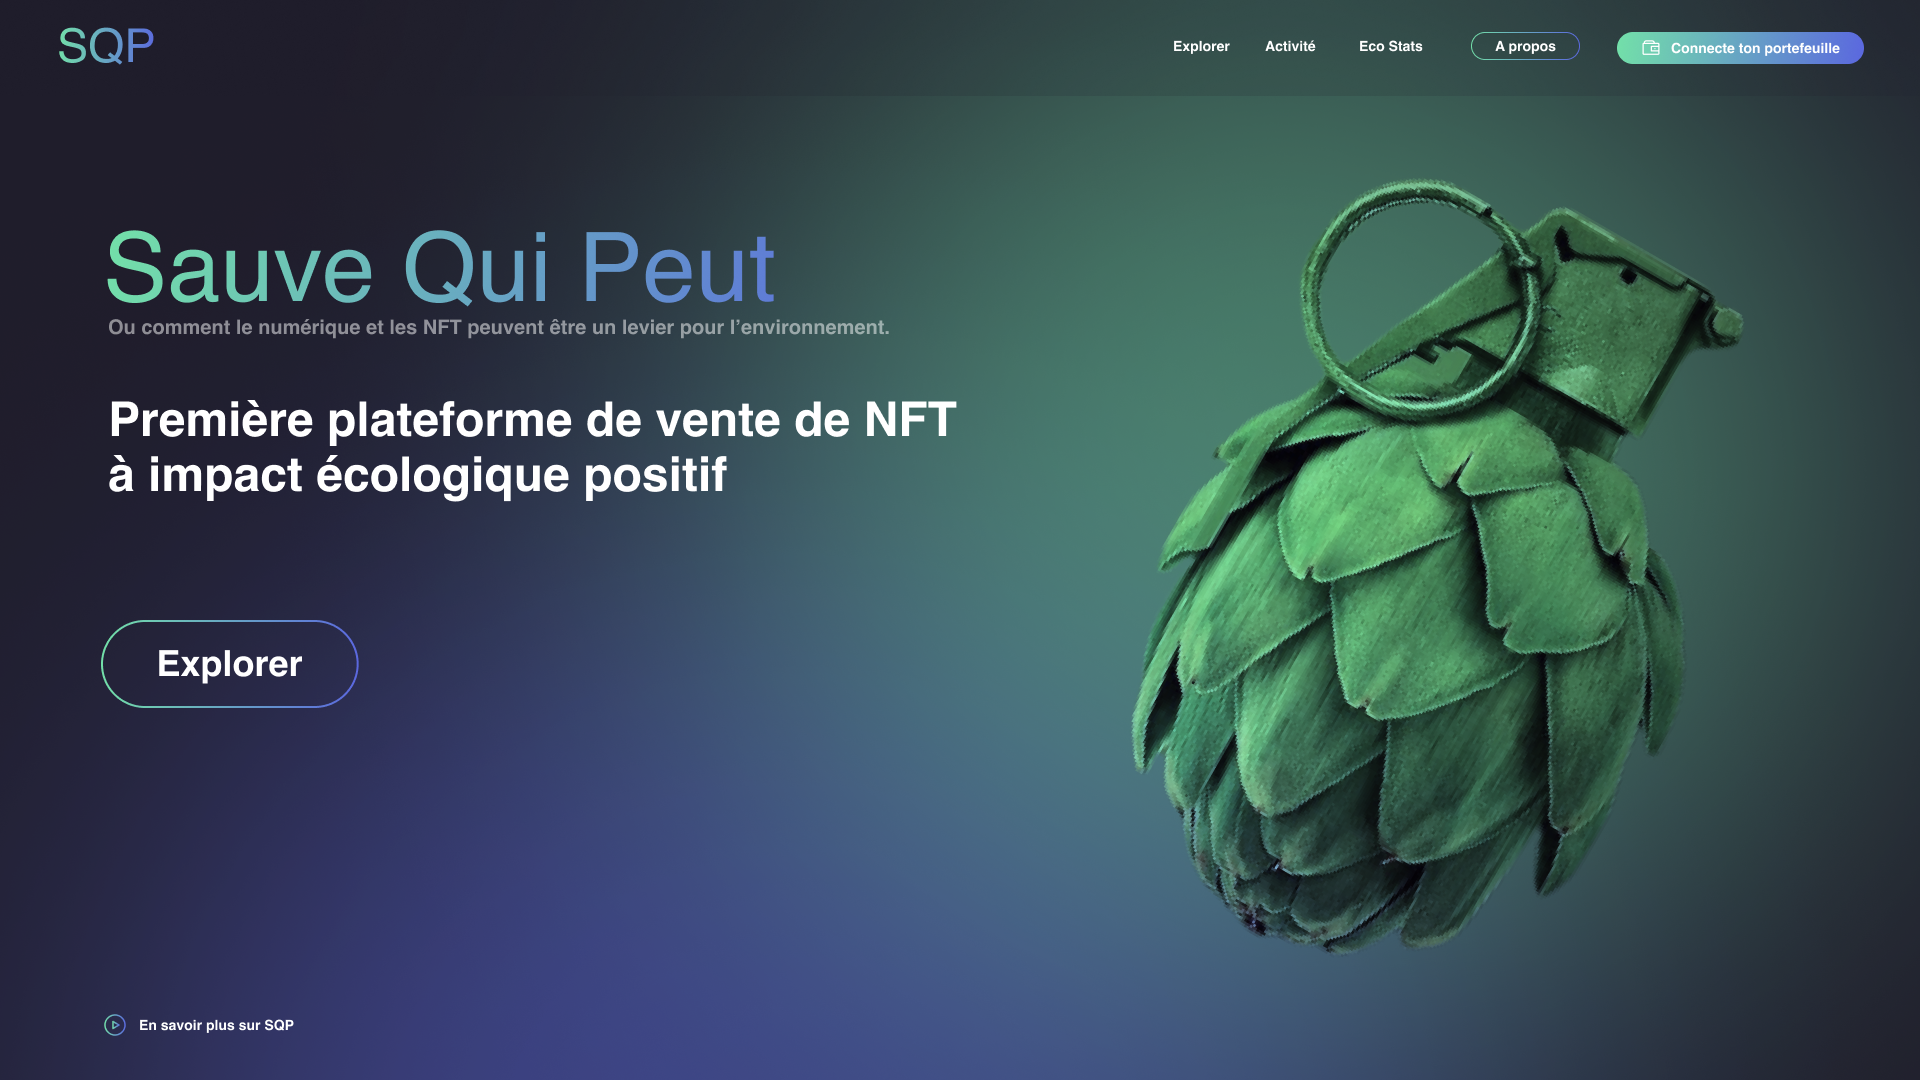 SQP
Explorer
Activité
Eco Stats
A propos
Connecte ton portefeuille
Sauve Qui Peut
Ou comment le numérique et les NFT peuvent être un levier pour l’environnement.
Première plateforme de vente de NFT
à impact écologique positif
Explorer
En savoir plus sur SQP